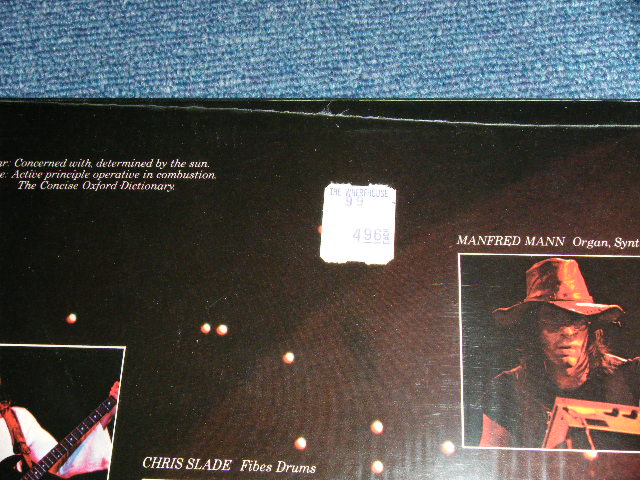 ar: Concerned with, determined by the sun.
e: Active principle operative in combustion.
The Concise Oxford Dictionary.
THE WHEREHOUSE
99
496
MANFRED MANN Organ, Synt
CHRIS SLADE Fibes Drums